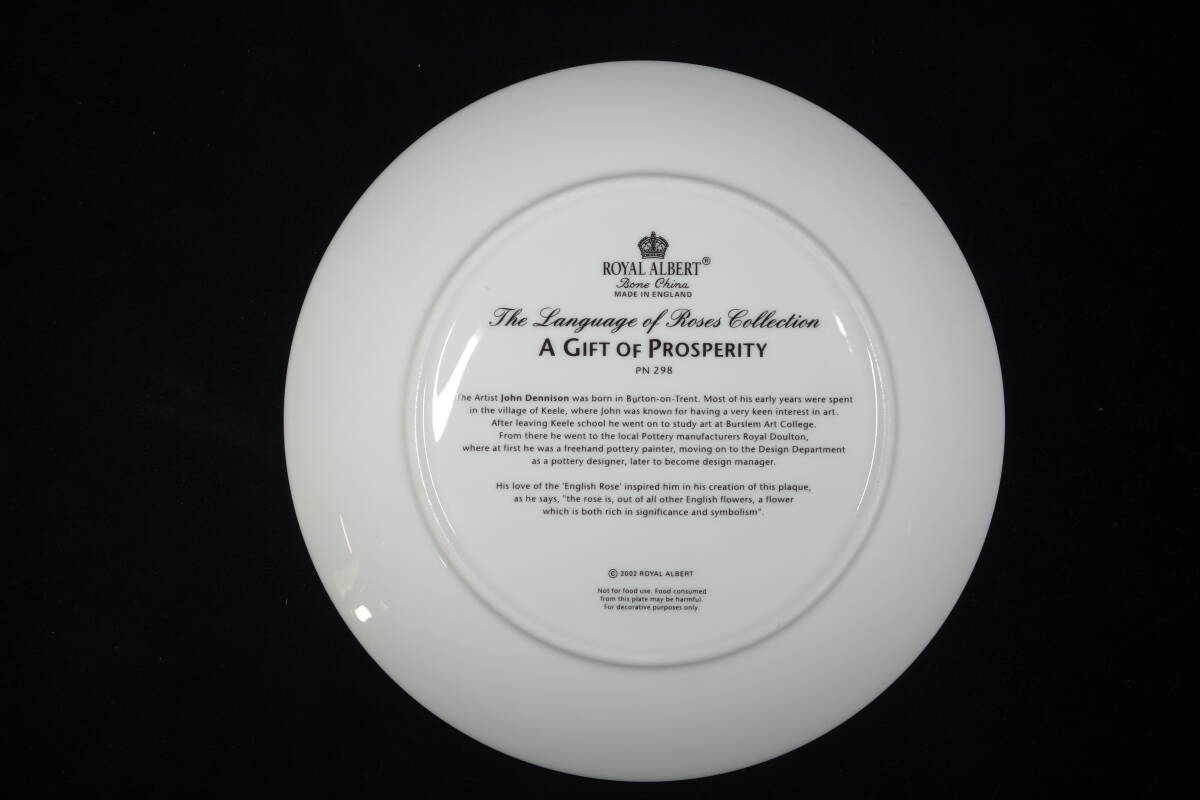 ROYAL ALBERT®
Bone China
MADE IN ENGLAND
The Language of Roses Collection
A GIFT OF PROSPERITY
PN 298
The Artist John Dennison was born in Burton-on-Trent. Most of his early years were spent
in the village of Keele, where John was known for having a very keen interest in art.
After leaving Keele school he went on to study art at Burslem Art College.
From there he went to the local Pottery manufacturers Royal Doulton,
where at first he was a freehand pottery painter, moving on to the Design Department
as a pottery designer, later to become design manager.
His love of the 'English Rose' inspired him in his creation of this plaque,
as he says, "the rose is, out of all other English flowers, a flower
which is both rich in significance and symbolism".
© 2002 ROYAL ALBERT
Not for food use. Food consumed
from this plate may be harmful.
For decorative purposes only.